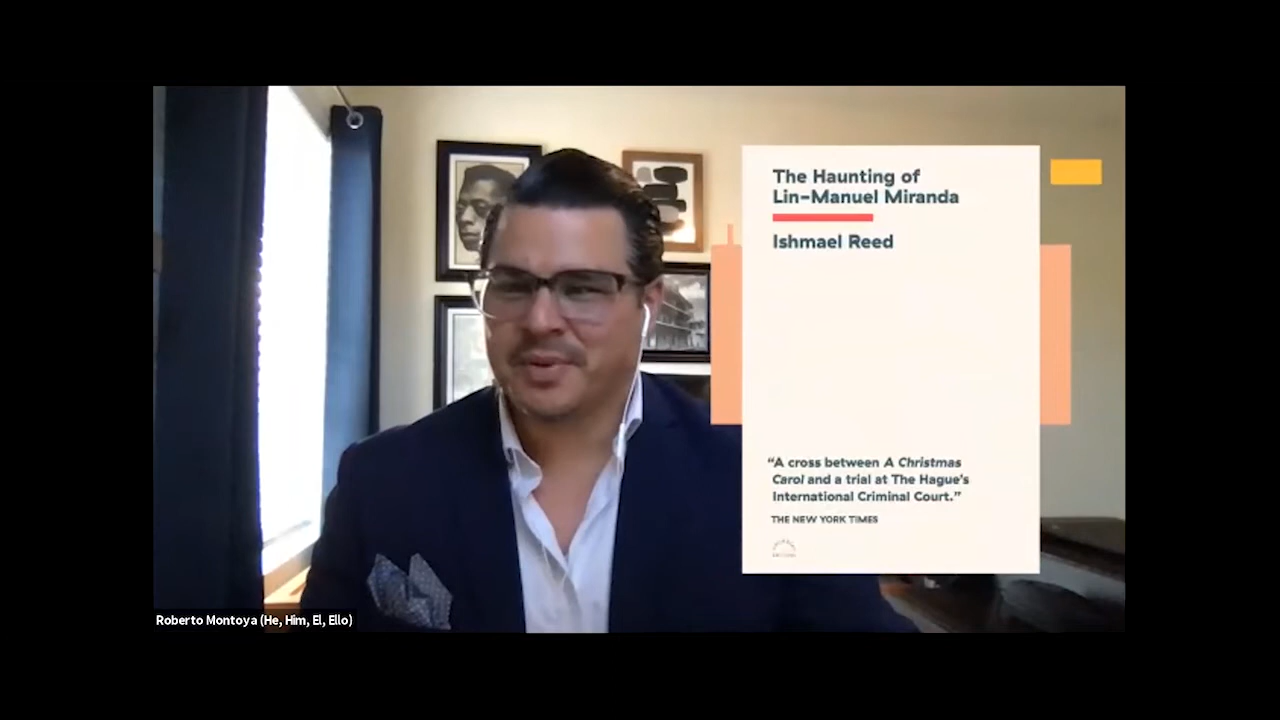 The Haunting of
Lin-Manuel Miranda
Ishmael Reed
“A cross between A Christmas
Carol and a trial at The Hague’s
International Criminal Court.”
THE NEW YORK TIMES
Roberto Montoya (He, Him, El, Ello)